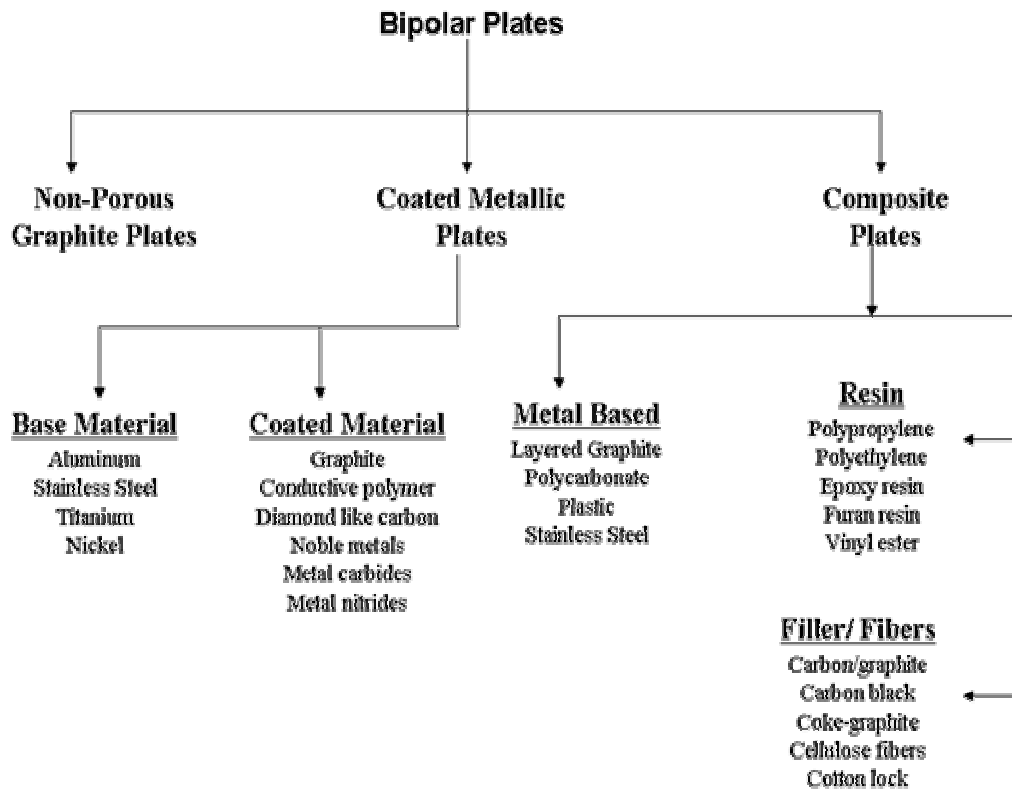 Bipolar Plates
Non-Porous
Graphite Plates
Coated Metallic
Plates
Composite
Plates
Base Material
Aluminum
Stainless Steel
Titanium
Nickel
Coated Material
Graphite
Conductive polymer
Diamond like carbon
Noble metals
Metal carbides
Metal nitrides
Metal Based
Layered Graphite
Polycarbonate
Plastic
Stainless Steel
Resin
Polypropylene
Polyethylene
Epoxy resin
Furan resin
Vinyl ester
Filler/ Fibers
Carbon/graphite
Carbon black
Coke-graphite
Cellulose fibers
Cotton lock